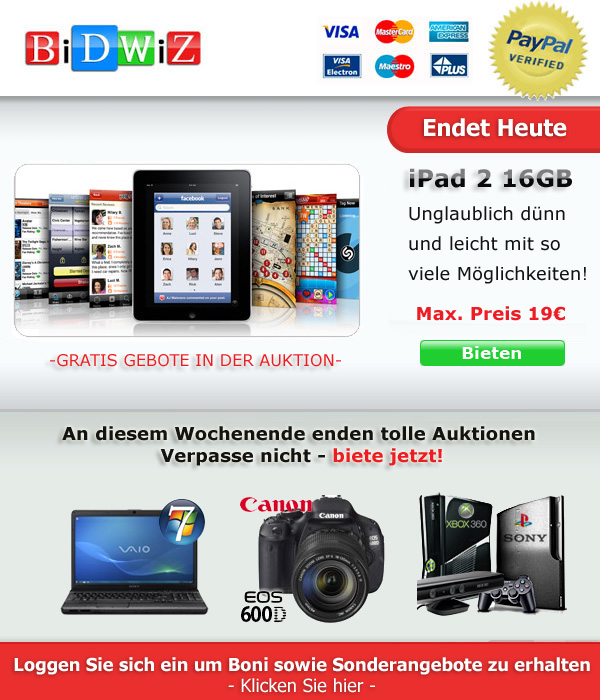 BiDWiZ
VISA
MasterCard
AMERICAN EXPRESS
VISA Electron
Maestro
PLUS
PayPal
VERIFIED
Endet Heute
iPad 2 16GB
Unglaublich dünn
und leicht mit so
viele Möglichkeiten!
Max. Preis 19€
Bieten
facebook
-GRATIS GEBOTE IN DER AUKTION-
An diesem Wochenende enden tolle Auktionen
Verpasse nicht - biete jetzt!
7
VAIO
Canon
Canon
EOS
600D
XBOX 360
SONY
Loggen Sie sich ein um Boni sowie Sonderangebote zu erhalten
- Klicken Sie hier -